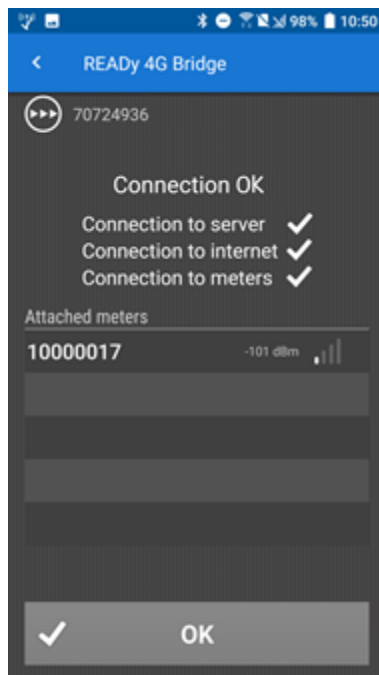 98% 10:50
READy 4G Bridge
70724936
Connection OK
Connection to server
Connection to internet
Connection to meters
Attached meters
10000017 -101 dBm
OK